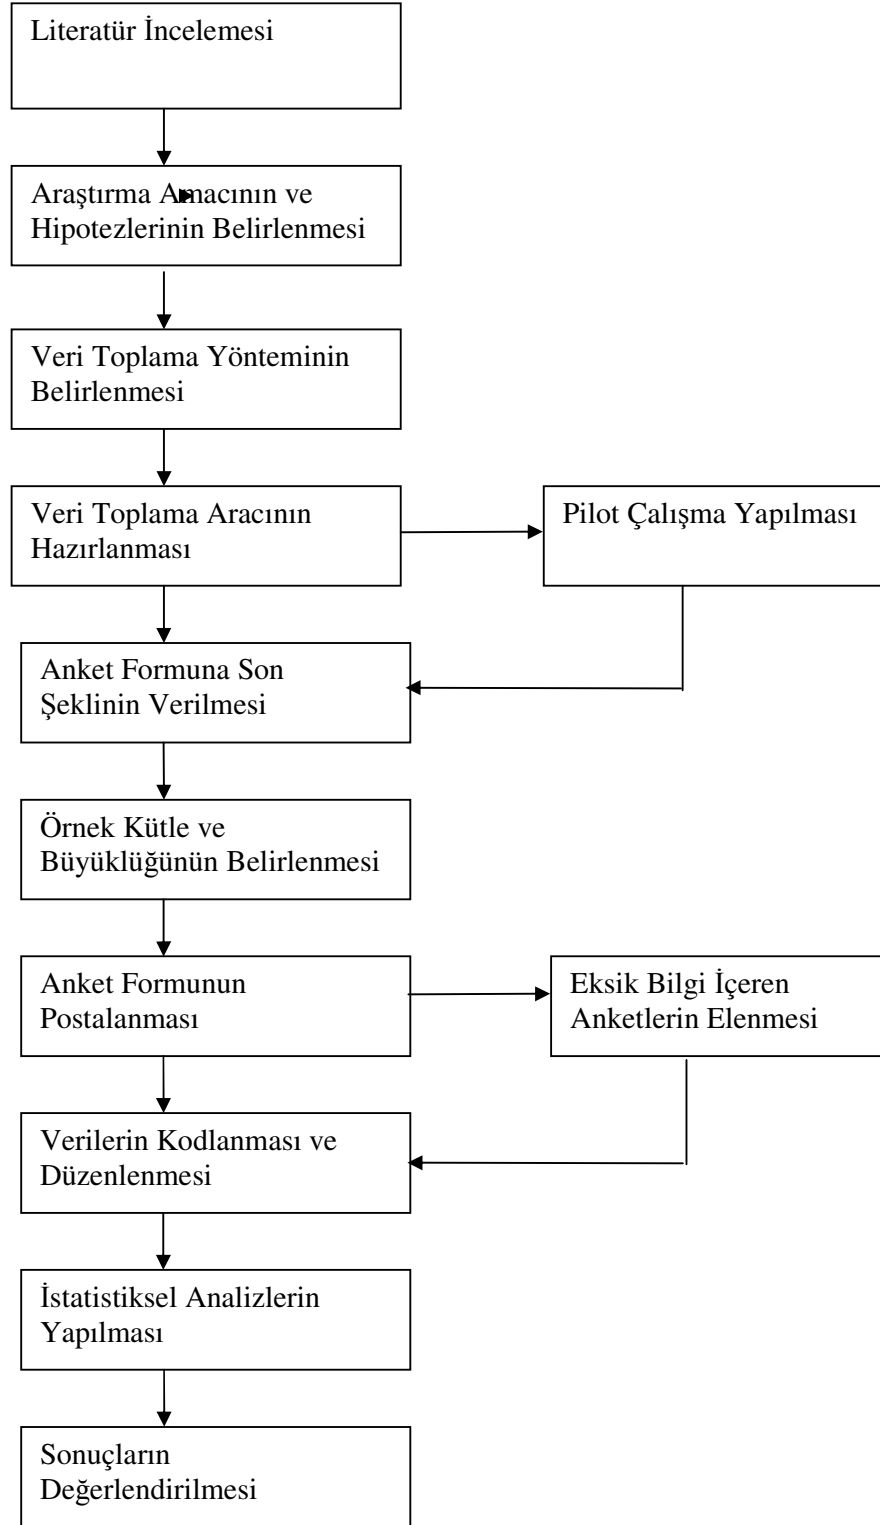 Literatür İncelemesi
Araştırma Amacının ve
Hipotezlerinin Belirlenmesi
Veri Toplama Yönteminin
Belirlenmesi
Veri Toplama Aracının
Hazırlanması
Pilot Çalışma Yapılması
Anket Formuna Son
Şeklinin Verilmesi
Örnek Kütle ve
Büyüklüğünün Belirlenmesi
Anket Formunun
Postalanması
Eksik Bilgi İçeren
Anketlerin Elenmesi
Verilerin Kodlanması ve
Düzenlenmesi
İstatistiksel Analizlerin
Yapılması
Sonuçların
Değerlendirilmesi